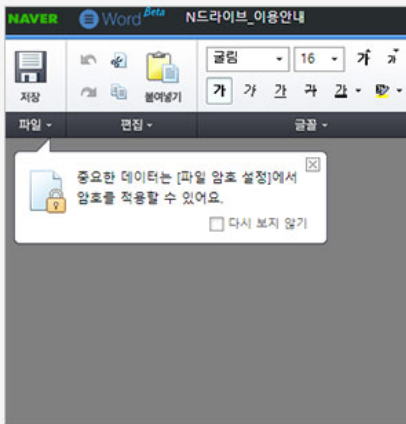 NAVER Word Beta N드라이브_이용안내
굴림 16 가 가
저장 붙여넣기 가 가 가 가 가
파일 편집 글꼴
중요한 데이터는 [파일 암호 설정]에서
암호를 적용할 수 있어요.
다시 보지 않기